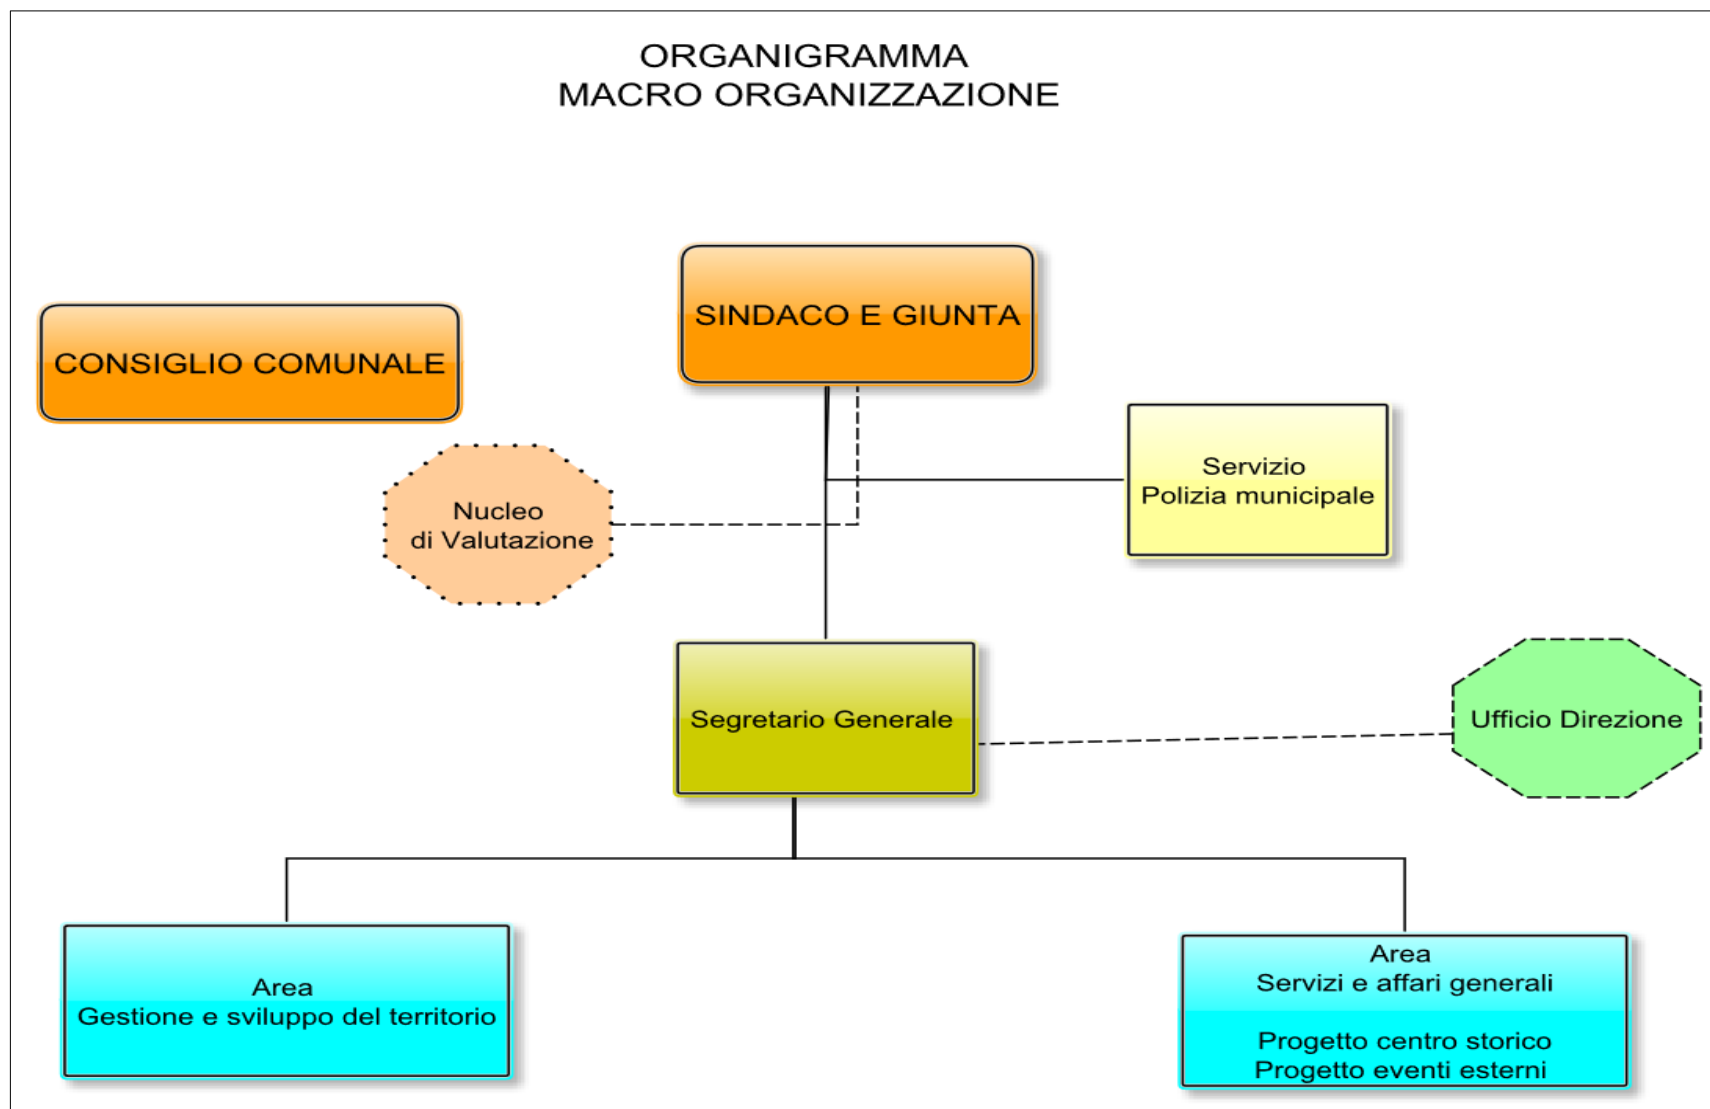 ORGANIGRAMMA
MACRO ORGANIZZAZIONE
SINDACO E GIUNTA
CONSIGLIO COMUNALE
Servizio
Polizia municipale
Nucleo
di Valutazione
Segretario Generale
Ufficio Direzione
Area
Gestione e sviluppo del territorio
Area
Servizi e affari generali
Progetto centro storico
Progetto eventi esterni